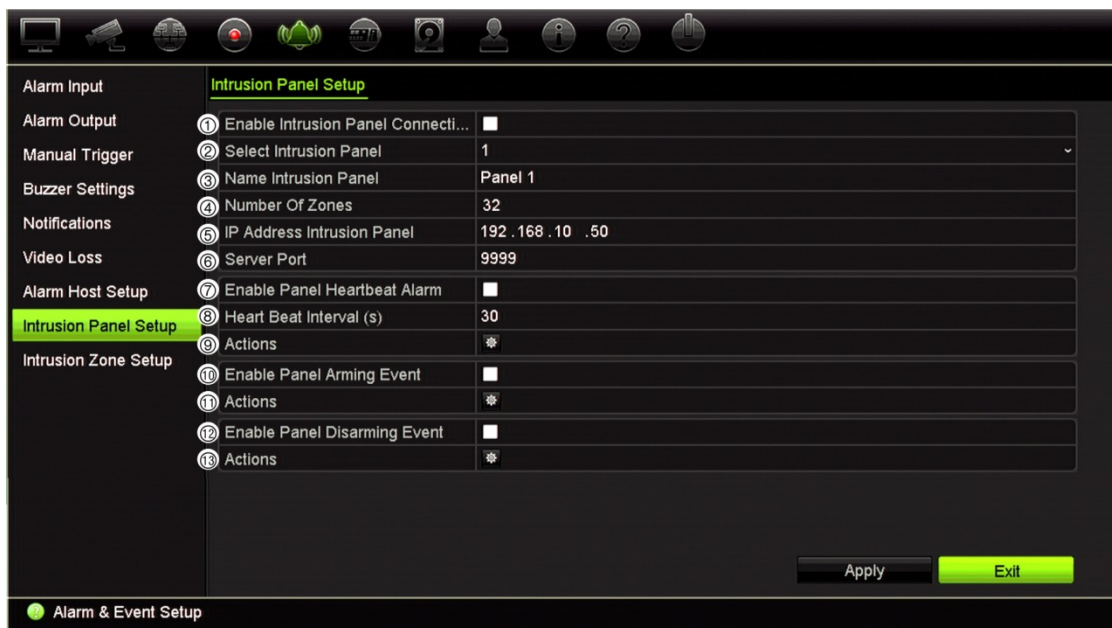 Alarm Input
Alarm Output
Manual Trigger
Buzzer Settings
Notifications
Video Loss
Alarm Host Setup
Intrusion Panel Setup
Intrusion Zone Setup
Intrusion Panel Setup
① Enable Intrusion Panel Connecti...
② Select Intrusion Panel 1
③ Name Intrusion Panel Panel 1
④ Number Of Zones 32
⑤ IP Address Intrusion Panel 192 .168 .10 .50
⑥ Server Port 9999
⑦ Enable Panel Heartbeat Alarm
⑧ Heart Beat Interval (s) 30
⑨ Actions
⑩ Enable Panel Arming Event
⑪ Actions
⑫ Enable Panel Disarming Event
⑬ Actions
Apply Exit
? Alarm & Event Setup